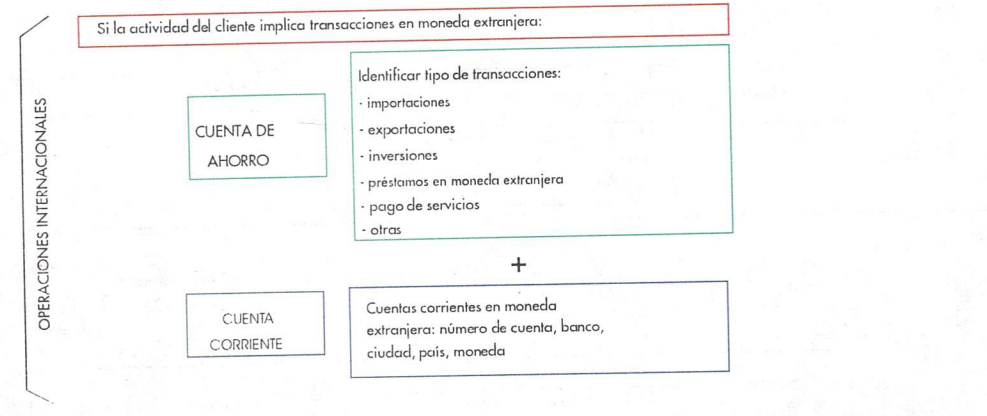 Si la actividad del cliente implica transacciones en moneda extranjera:
OPERACIONES INTERNACIONALES
CUENTA DE
AHORRO
Identificar tipo de transacciones:
- importaciones
- exportaciones
- inversiones
- préstamos en moneda extranjera
- pago de servicios
- otras
+
CUENTA
CORRIENTE
Cuentas corrientes en moneda
extranjera: número de cuenta, banco,
ciudad, país, moneda